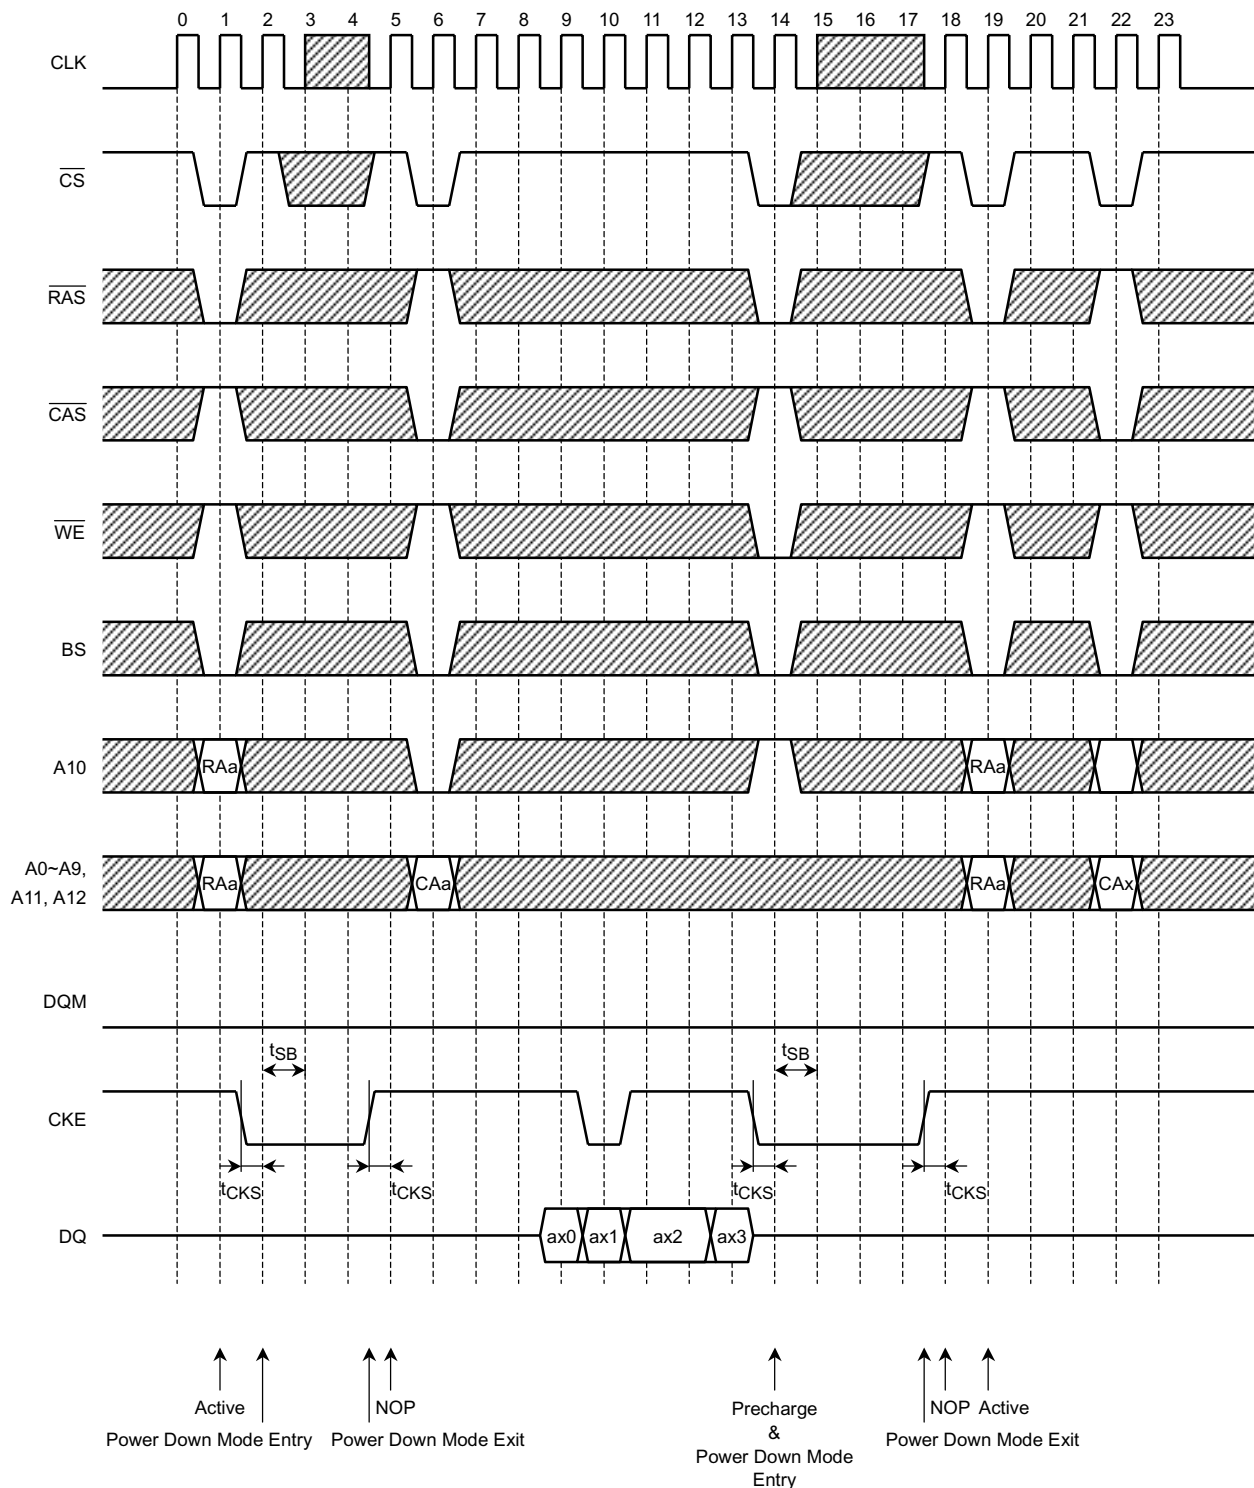 0 1 2 3 4 5 6 7 8 9 10 11 12 13 14 15 16 17 18 19 20 21 22 23
CLK
CS
RAS
CAS
WE
BS
A10
RAa RAa
A0~A9,
A11, A12
RAa CAa RAa CAx
DQM
tSB tSB
CKE
tCKS tCKS tCKS tCKS
DQ
ax0 ax1 ax2 ax3
Active NOP Precharge NOP Active
Power Down Mode Entry Power Down Mode Exit & Power Down Mode Exit
Power Down Mode
Entry